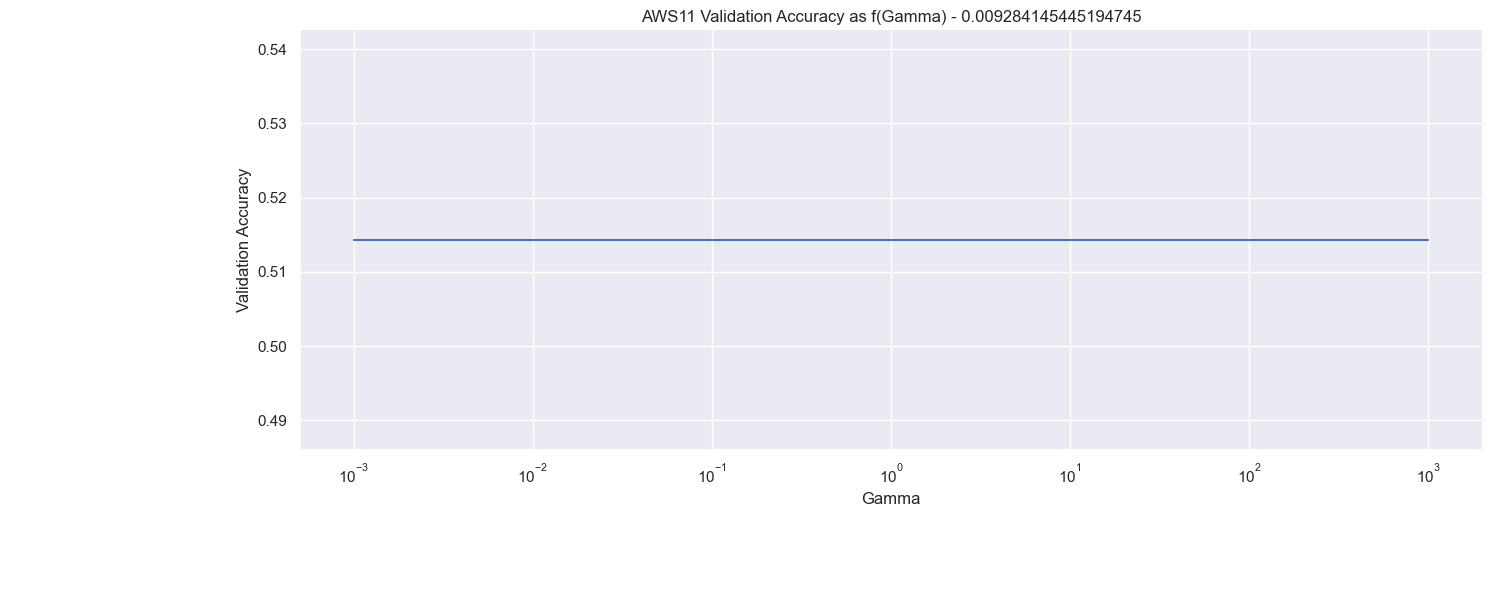 AWS11 Validation Accuracy as f(Gamma) - 0.009284145445194745
0.54
0.53
0.52
0.51
0.50
0.49
Validation Accuracy
10⁻³ 10⁻² 10⁻¹ 10⁰ 10¹ 10² 10³
Gamma